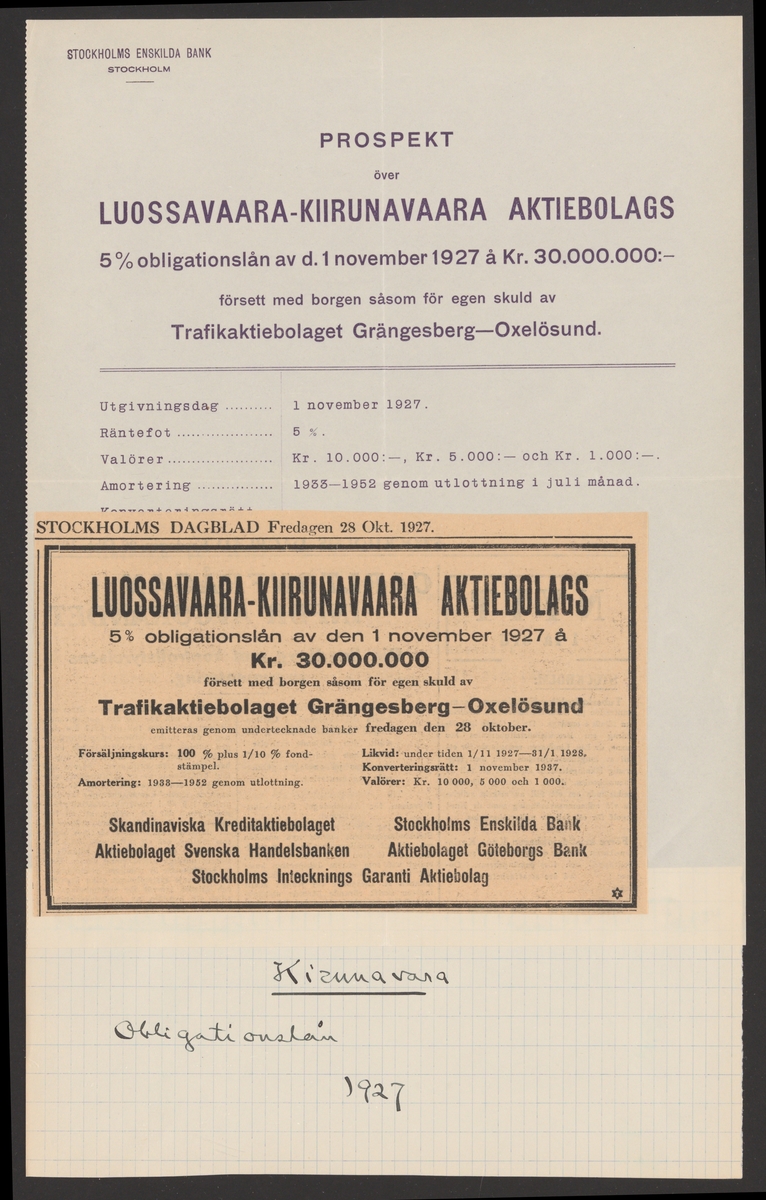 STOCKHOLMS ENSKILDA BANK
STOCKHOLM
PROSPEKT
över
LUOSSAVAARA-KIIRUNAVAARA AKTIEBOLAGS
5% obligationslån av d. 1 november 1927 å Kr. 30.000.000:-
försett med borgen såsom för egen skuld av
Trafikaktiebolaget Grängesberg—Oxelösund.
Utgivningsdag .......... 1 november 1927.
Räntefot ................... 5 %.
Valörer ..................... Kr. 10.000:—, Kr. 5.000:— och Kr. 1.000:—.
Amortering ............... 1933—1952 genom utlottning i juli månad.
Konverteringsrätt
STOCKHOLMS DAGBLAD Fredagen 28 Okt. 1927.
LUOSSAVAARA-KIIRUNAVAARA AKTIEBOLAGS
5% obligationslån av den 1 november 1927 å
Kr. 30.000.000
försett med borgen såsom för egen skuld av
Trafikaktiebolaget Grängesberg—Oxelösund
emitteras genom undertecknade banker fredagen den 28 oktober.
Försäljningskurs: 100 % plus 1/10 % fond-
stämpel.
Amortering: 1933—1952 genom utlottning.
Likvid: under tiden 1/11 1927—31/1 1928.
Konverteringsrätt: 1 november 1937.
Valörer: Kr. 10 000, 5 000 och 1 000.
Skandinaviska Kreditaktiebolaget Stockholms Enskilda Bank
Aktiebolaget Svenska Handelsbanken Aktiebolaget Göteborgs Bank
Stockholms Intecknings Garanti Aktiebolag
Kirunavara
Obligationslån
1927